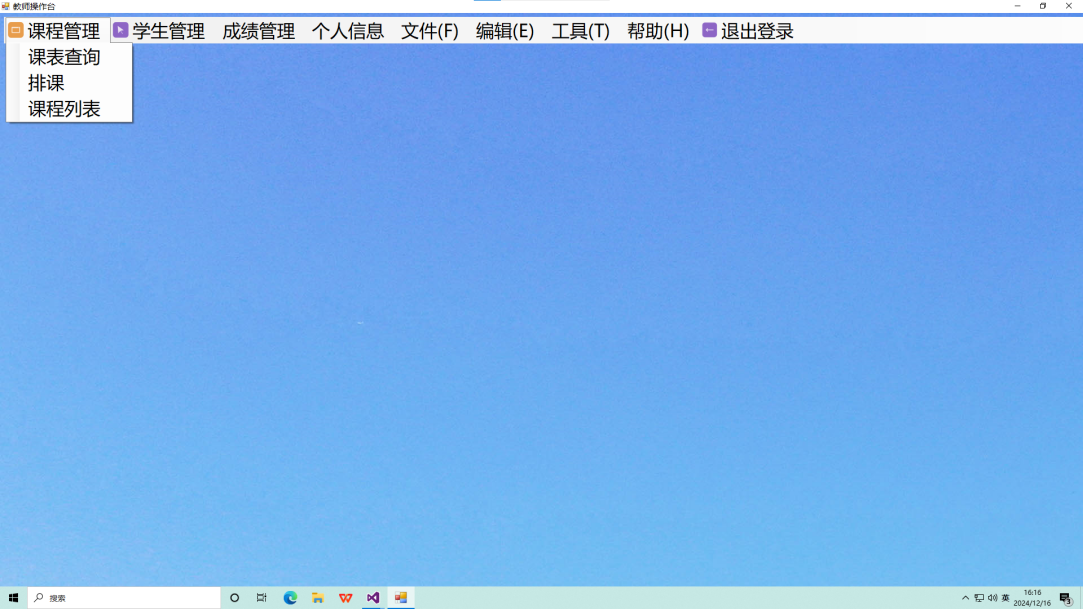 教师操作台
课程管理 学生管理 成绩管理 个人信息 文件(F) 编辑(E) 工具(T) 帮助(H) 退出登录
课表查询
排课
课程列表
搜索
英
16:16
2024/12/16
3